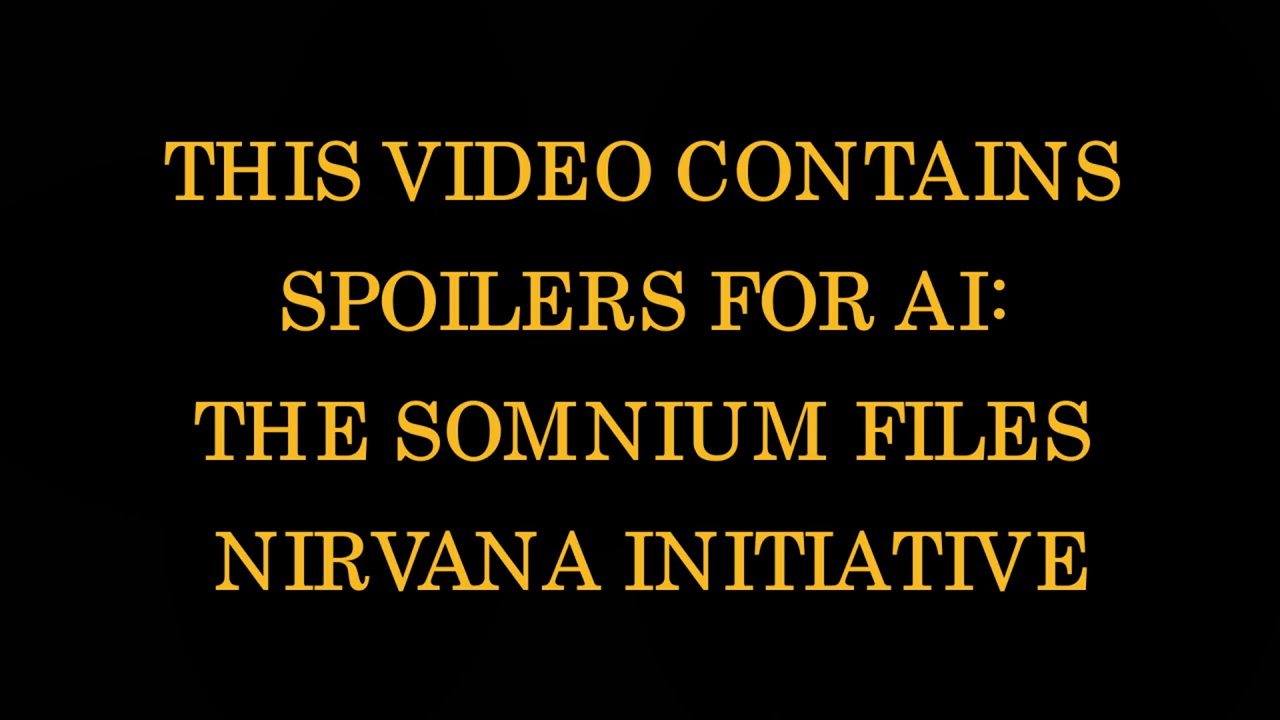 THIS VIDEO CONTAINS
SPOILERS FOR AI:
THE SOMNIUM FILES
NIRVANA INITIATIVE